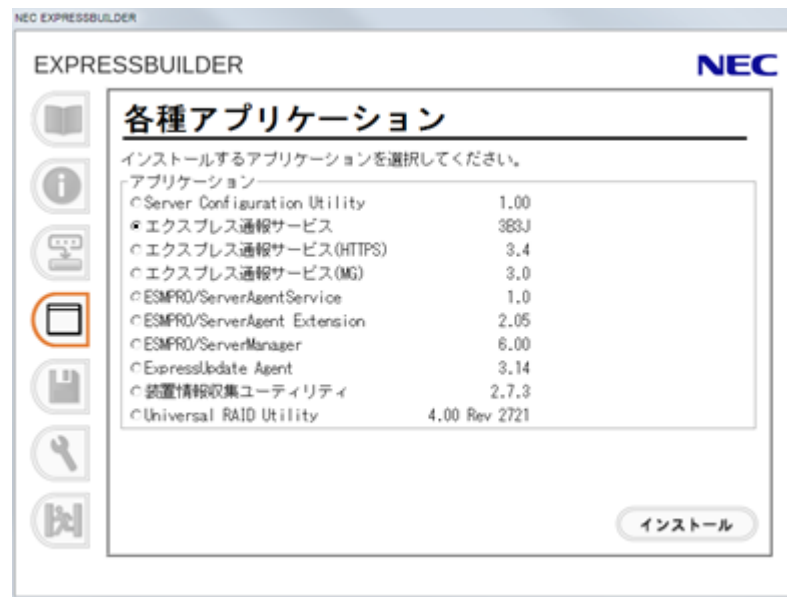 NEC EXPRESSBUILDER
EXPRESSBUILDER
NEC
各種アプリケーション
インストールするアプリケーションを選択してください。
アプリケーション
Server Configuration Utility 1.00
エクスプレス通報サービス 3B3J
エクスプレス通報サービス(HTTPS) 3.4
エクスプレス通報サービス(MG) 3.0
ESMPRO/ServerAgentService 1.0
ESMPRO/ServerAgent Extension 2.05
ESMPRO/ServerManager 6.00
ExpressUpdate Agent 3.14
装置情報収集ユーティリティ 2.7.3
Universal RAID Utility 4.00 Rev 2721
インストール